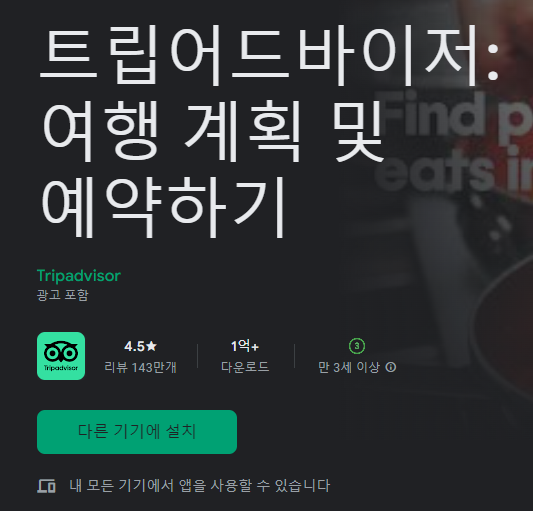 트립어드바이저:
여행 계획 및
예약하기
Find p
eats in
Tripadvisor
광고 포함
Tripadvisor
4.5★
리뷰 143만개
1억+
다운로드
3
만 3세 이상
다른 기기에 설치
내 모든 기기에서 앱을 사용할 수 있습니다